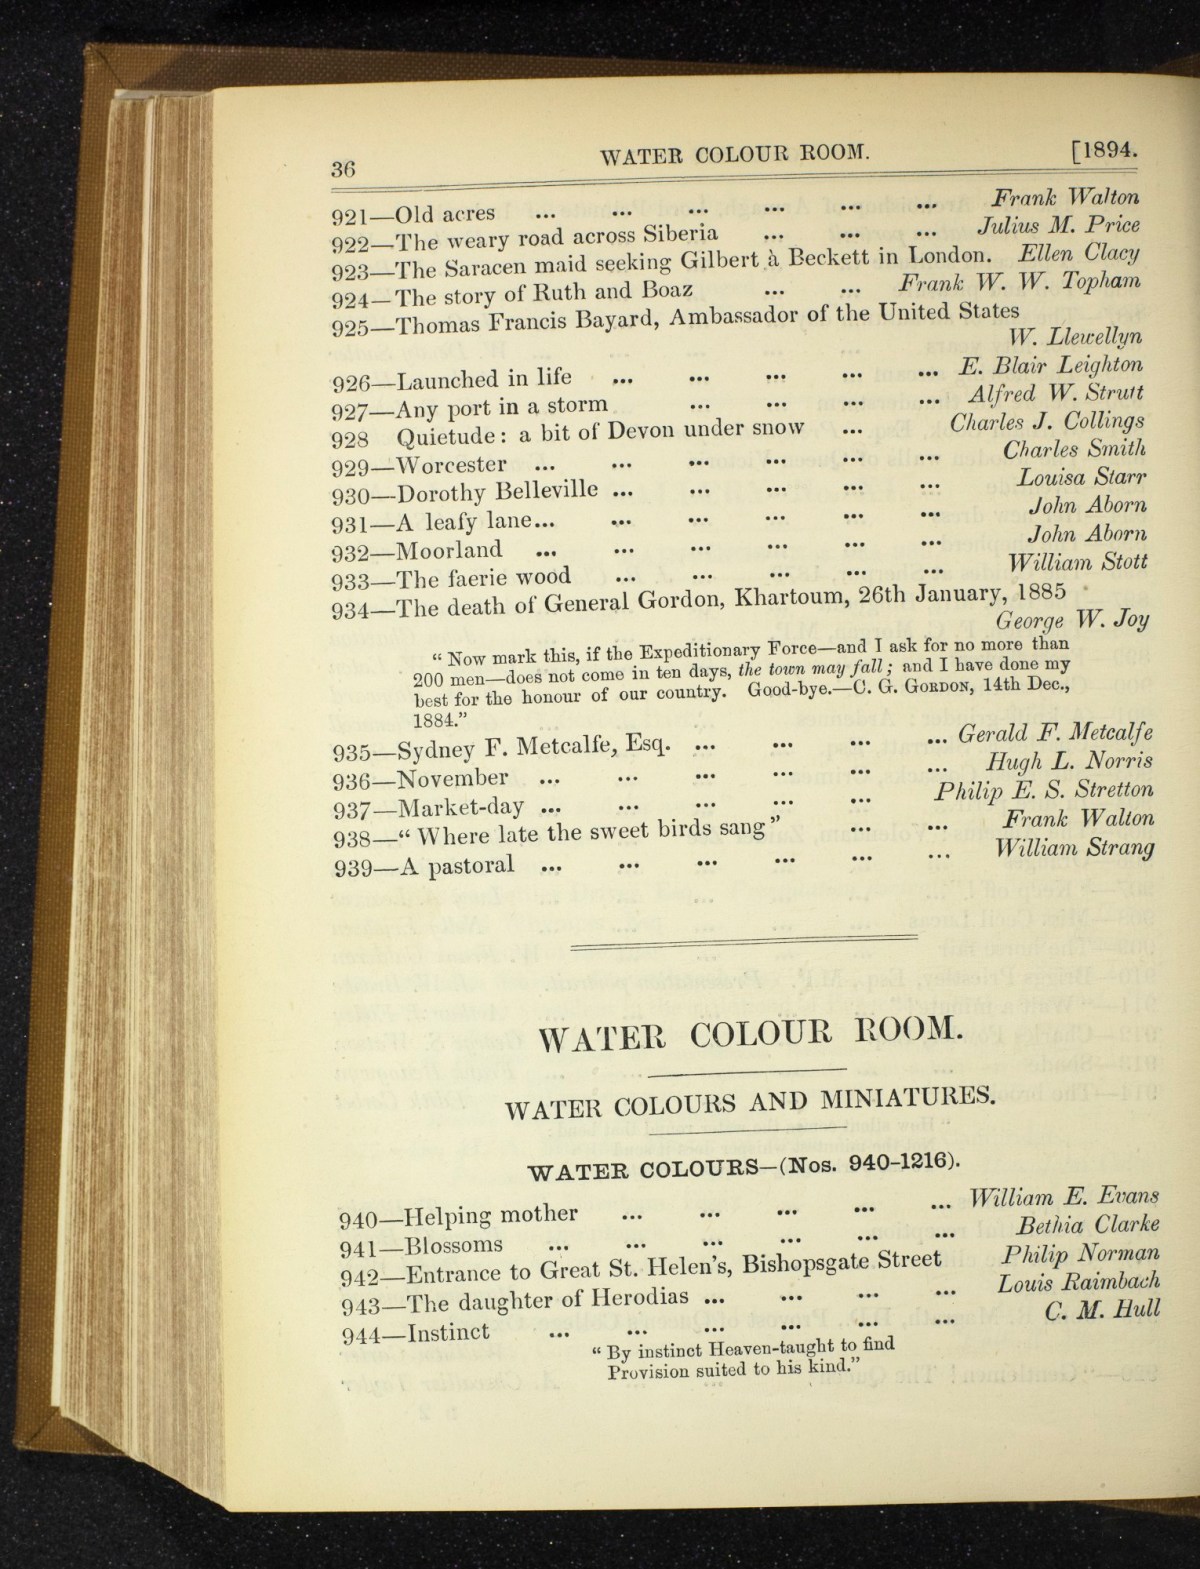 36 WATER COLOUR ROOM. [1894.
921—Old acres ... ... ... ... ... ... Frank Walton
922—The weary road across Siberia ... ... ... Julius M. Price
923—The Saracen maid seeking Gilbert à Beckett in London. Ellen Clacy
924—The story of Ruth and Boaz ... ... Frank W. W. Topham
925—Thomas Francis Bayard, Ambassador of the United States
W. Llewellyn
926—Launched in life ... ... ... ... ... E. Blair Leighton
927—Any port in a storm ... ... ... ... Alfred W. Strutt
928 Quietude: a bit of Devon under snow ... Charles J. Collings
929—Worcester ... ... ... ... ... ... Charles Smith
930—Dorothy Belleville ... ... ... ... ... Louisa Starr
931—A leafy lane... ... ... ... ... ... John Aborn
932—Moorland ... ... ... ... ... ... John Aborn
933—The faerie wood ... ... ... ... ... William Stott
934—The death of General Gordon, Khartoum, 26th January, 1885
George W. Joy
“ Now mark this, if the Expeditionary Force—and I ask for no more than
200 men—does not come in ten days, the town may fall; and I have done my
best for the honour of our country. Good-bye.—C. G. GORDON, 14th Dec.,
1884.”
935—Sydney F. Metcalfe, Esq. ... ... ... ... Gerald F. Metcalfe
936—November ... ... ... ... ... ... Hugh L. Norris
937—Market-day ... ... ... ... ... Philip E. S. Stretton
938—“ Where late the sweet birds sang” ... ... Frank Walton
939—A pastoral ... ... ... ... ... ... William Strang
WATER COLOUR ROOM.
WATER COLOURS AND MINIATURES.
WATER COLOURS—(Nos. 940-1216).
940—Helping mother ... ... ... ... ... William E. Evans
941—Blossoms ... ... ... ... ... ... Bethia Clarke
942—Entrance to Great St. Helen's, Bishopsgate Street Philip Norman
943—The daughter of Herodias ... ... ... ... Louis Raimbach
944—Instinct ... ... ... ... ... ... C. M. Hull
“ By instinct Heaven-taught to find
Provision suited to his kind.”